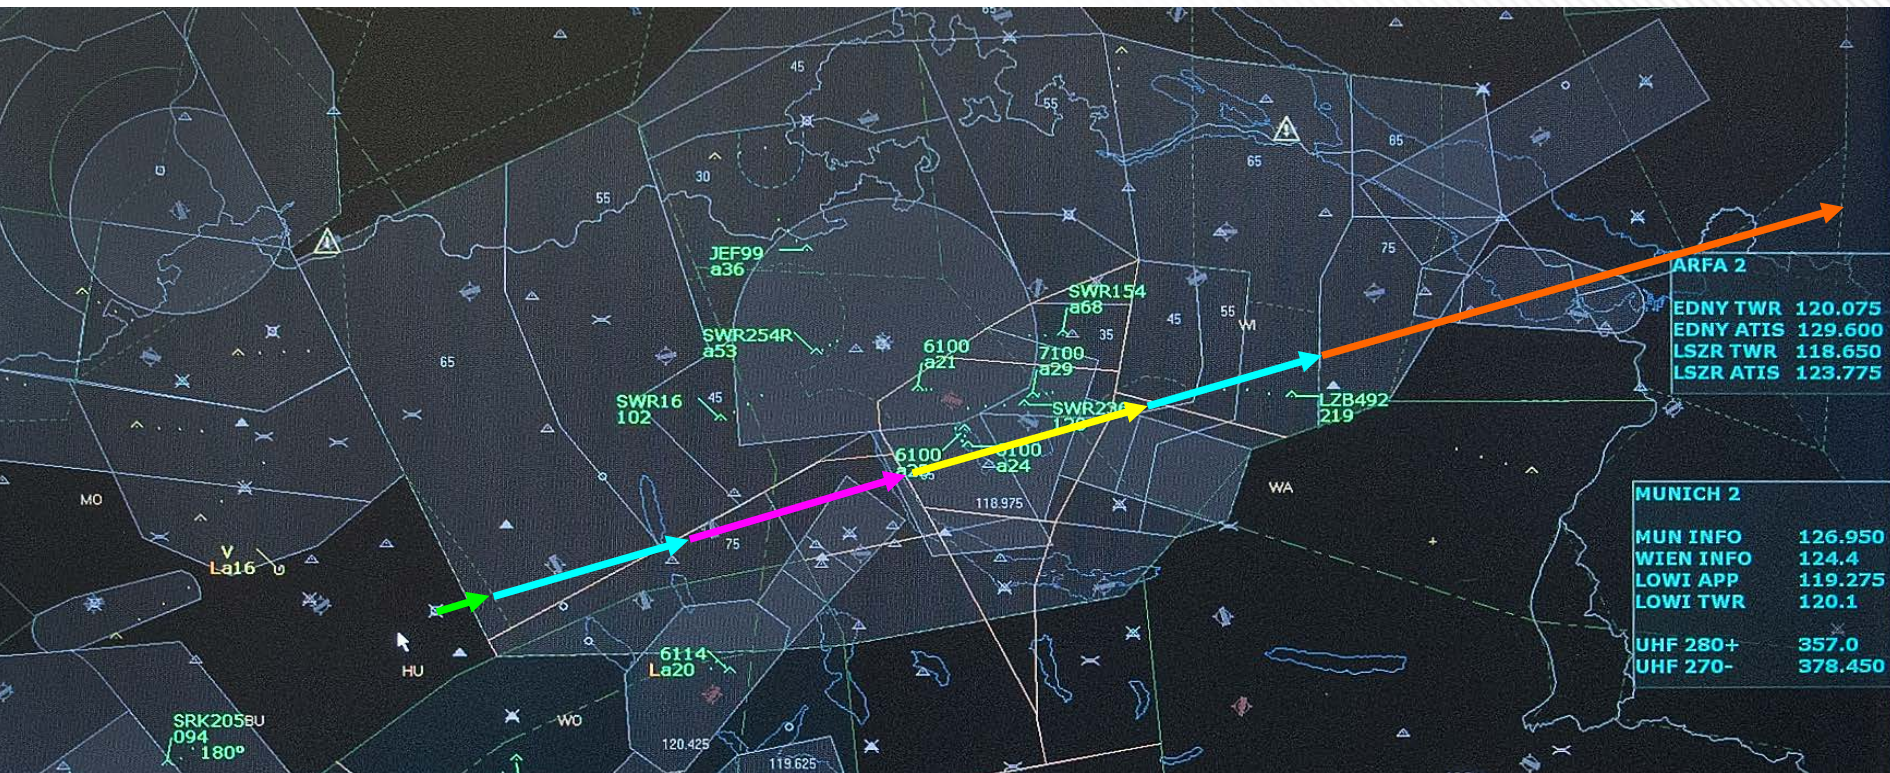 65
45
55
65
65
30
55
75
JEF99
a36
SWR154
a68
45
55
WI
35
SWR254R
a53
6100
a21
7100
a29
65
SWR16
102
45
LZB492
219
6100
6100
a24
118.975
WA
MO
75
V
La16
HU
6114
La20
WO
SRK205BU
094
180º
120.425
119.625
ARFA 2
EDNY TWR 120.075
EDNY ATIS 129.600
LSZR TWR 118.650
LSZR ATIS 123.775
MUNICH 2
MUN INFO 126.950
WIEN INFO 124.4
LOWI APP 119.275
LOWI TWR 120.1
UHF 280+ 357.0
UHF 270- 378.450